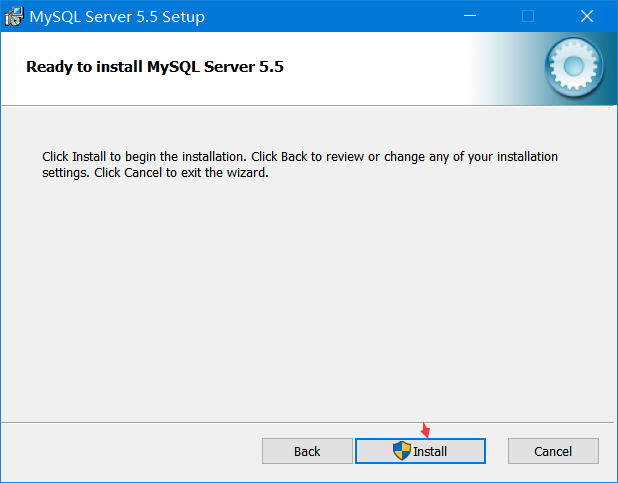 MySQL Server 5.5 Setup
Ready to install MySQL Server 5.5
Click Install to begin the installation. Click Back to review or change any of your installation
settings. Click Cancel to exit the wizard.
Back
Install
Cancel